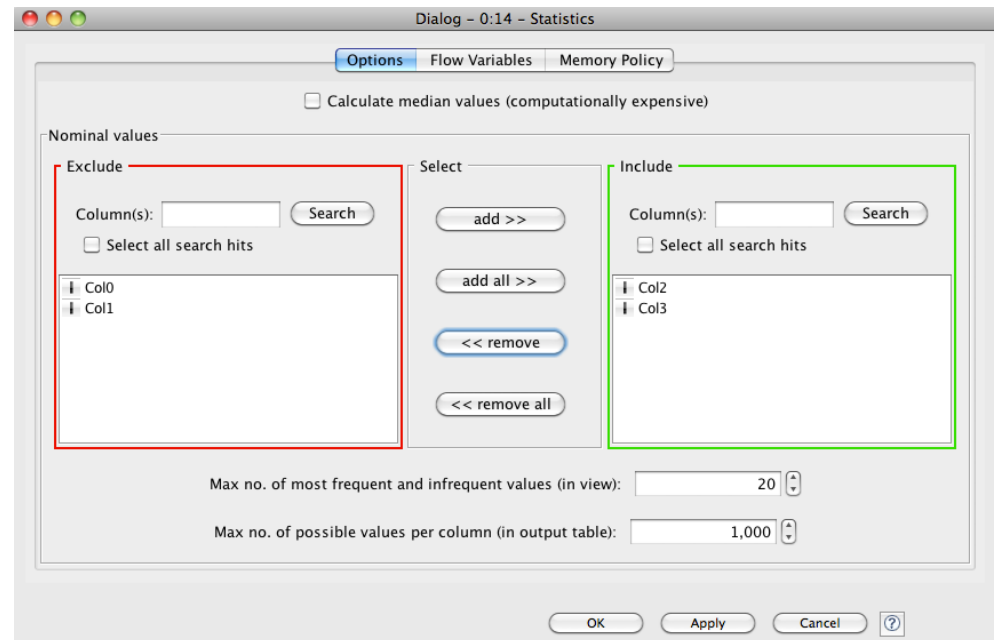 Dialog – 0:14 – Statistics
Options Flow Variables Memory Policy
Calculate median values (computationally expensive)
Nominal values
Exclude
Column(s):
Search
Select all search hits
Col0
Col1
Select
add >>
add all >>
<< remove
<< remove all
Include
Column(s):
Search
Select all search hits
Col2
Col3
Max no. of most frequent and infrequent values (in view): 20
Max no. of possible values per column (in output table): 1,000
OK Apply Cancel ?